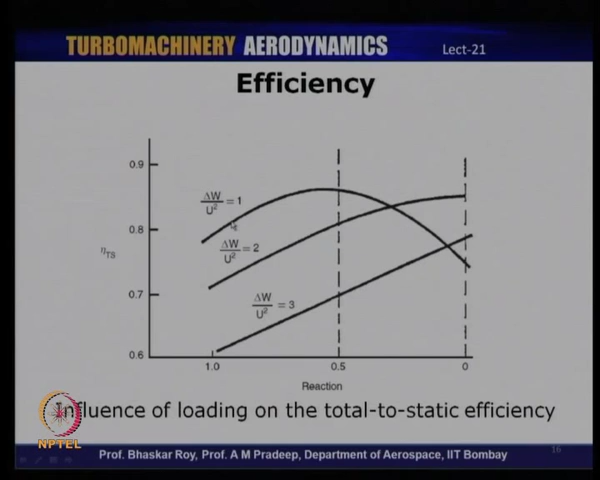 TURBOMACHINERY AERODYNAMICS
Lect-21
Efficiency
0.9
ΔW/U² = 1
0.8
ηTS
ΔW/U² = 2
0.7
ΔW/U² = 3
0.6
1.0 0.5 0
Reaction
Influence of loading on the total-to-static efficiency
NPTEL
Prof. Bhaskar Roy, Prof. A M Pradeep, Department of Aerospace, IIT Bombay
16